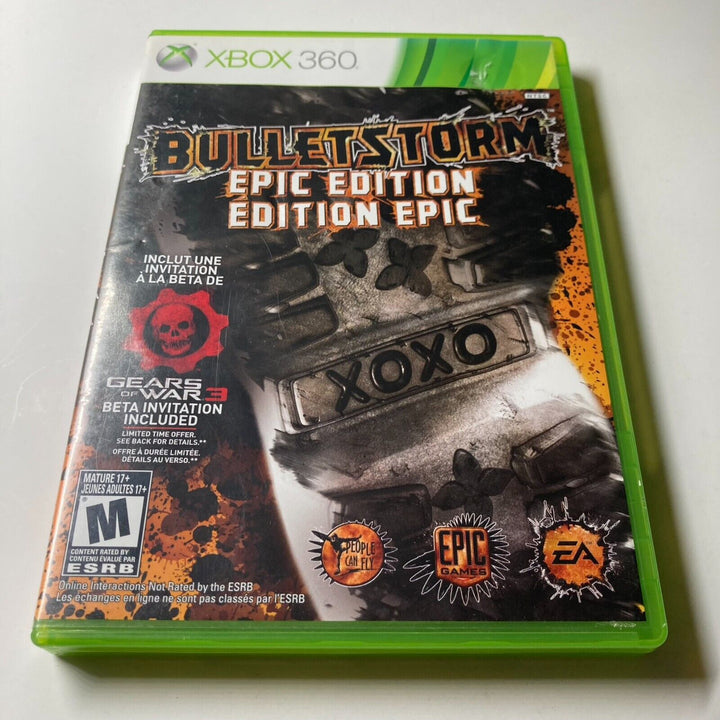 XBOX 360
NTSC
BULLETSTORM
EPIC EDITION
EDITION EPIC
INCLUT UNE
INVITATION
À LA BETA DE
GEARS
OF WAR 3
BETA INVITATION
INCLUDED
LIMITED TIME OFFER.
SEE BACK FOR DETAILS.**
OFFRE À DURÉE LIMITÉE.
DÉTAILS AU VERSO.**
XOXO
MATURE 17+
JEUNES ADULTES 17+
M
CONTENT RATED BY
CONTENU ÉVALUÉ PAR
ESRB
PEOPLE
CAN FLY
EPIC
GAMES
EA
Online Interactions Not Rated by the ESRB
Les échanges en ligne ne sont pas classés par l'ESRB